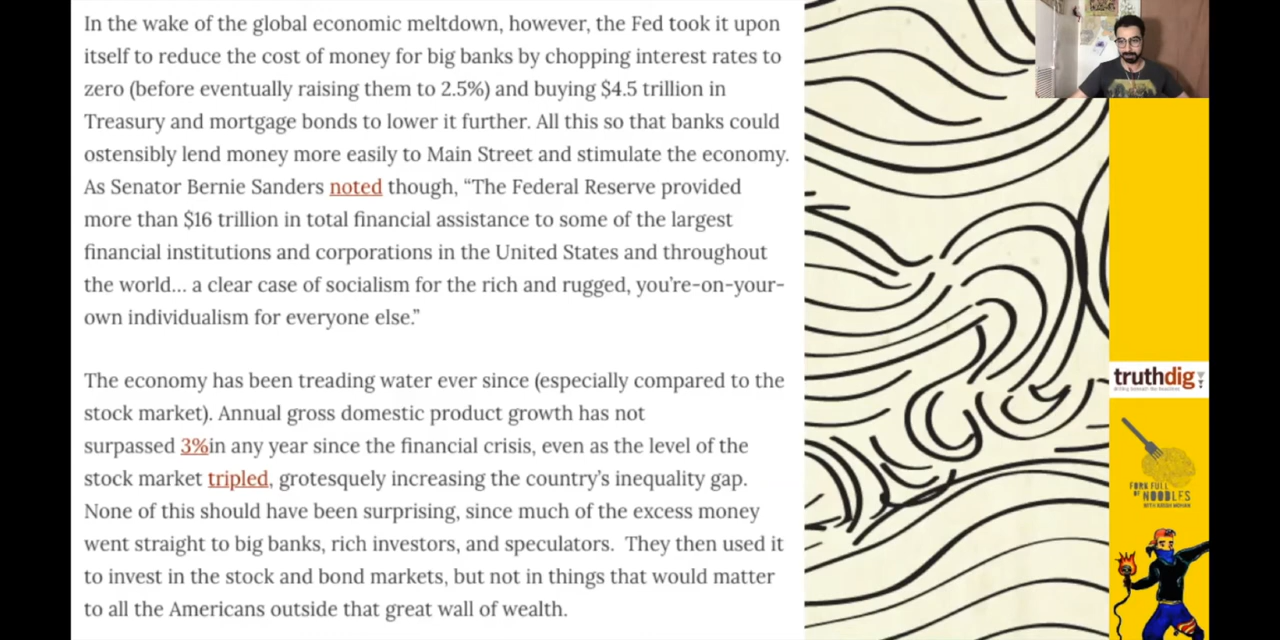 In the wake of the global economic meltdown, however, the Fed took it upon
itself to reduce the cost of money for big banks by chopping interest rates to
zero (before eventually raising them to 2.5%) and buying $4.5 trillion in
Treasury and mortgage bonds to lower it further. All this so that banks could
ostensibly lend money more easily to Main Street and stimulate the economy.
As Senator Bernie Sanders noted though, “The Federal Reserve provided
more than $16 trillion in total financial assistance to some of the largest
financial institutions and corporations in the United States and throughout
the world… a clear case of socialism for the rich and rugged, you’re-on-your-
own individualism for everyone else.”
The economy has been treading water ever since (especially compared to the
stock market). Annual gross domestic product growth has not
surpassed 3%in any year since the financial crisis, even as the level of the
stock market tripled, grotesquely increasing the country’s inequality gap.
None of this should have been surprising, since much of the excess money
went straight to big banks, rich investors, and speculators.  They then used it
to invest in the stock and bond markets, but not in things that would matter
to all the Americans outside that great wall of wealth.
truthdig
FORK FULL
OF NOODLES